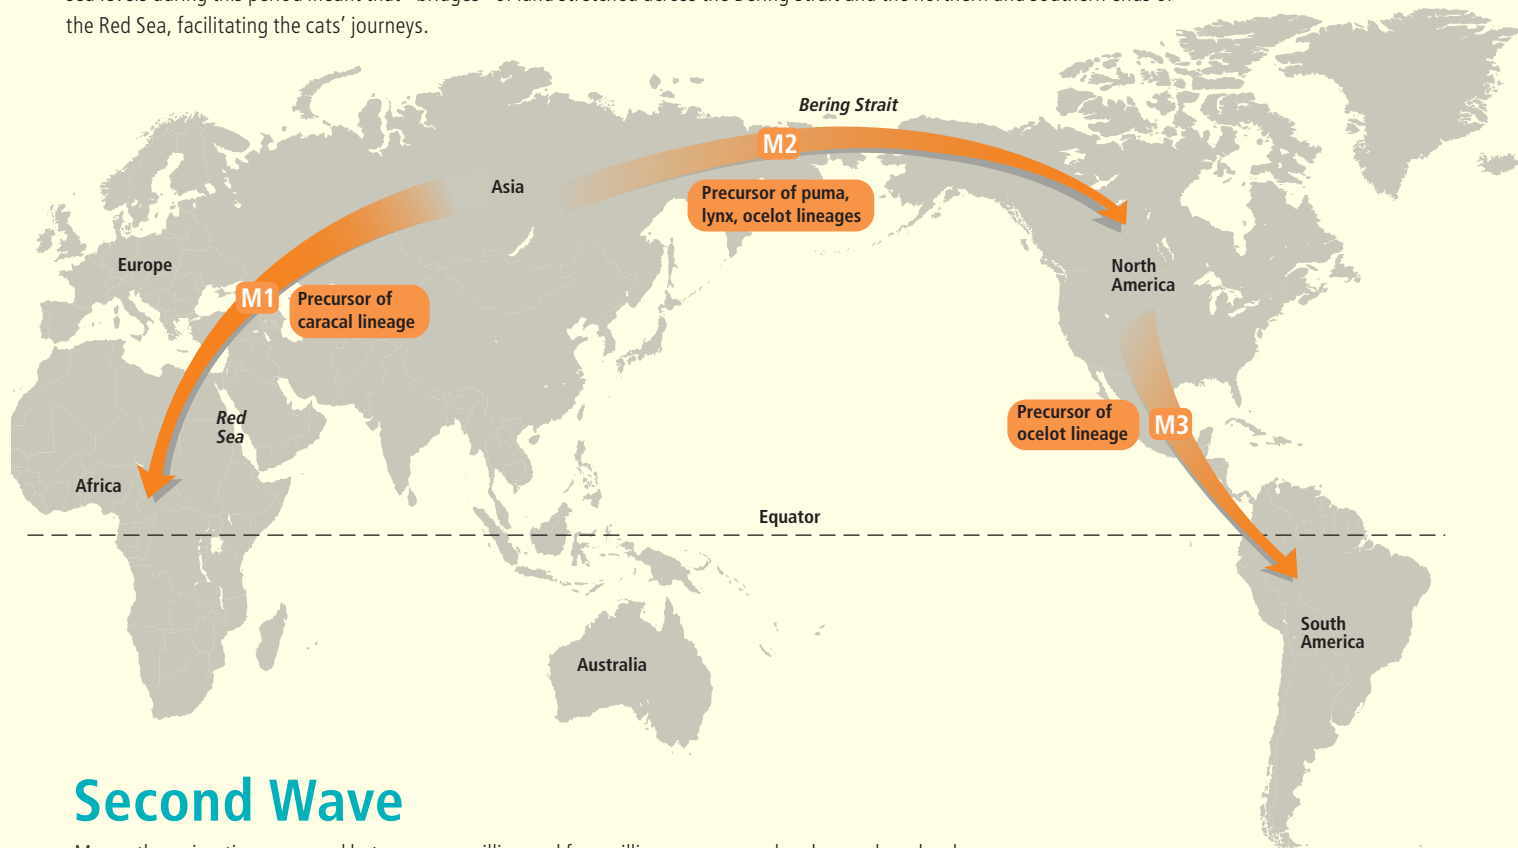 the Red Sea, facilitating the cats’ journeys.
Bering Strait
M2
Asia
Precursor of puma,
lynx, ocelot lineages
Europe
North
America
M1
Precursor of
caracal lineage
Red
Sea
Precursor of
ocelot lineage
M3
Africa
Equator
South
America
Australia
Second Wave